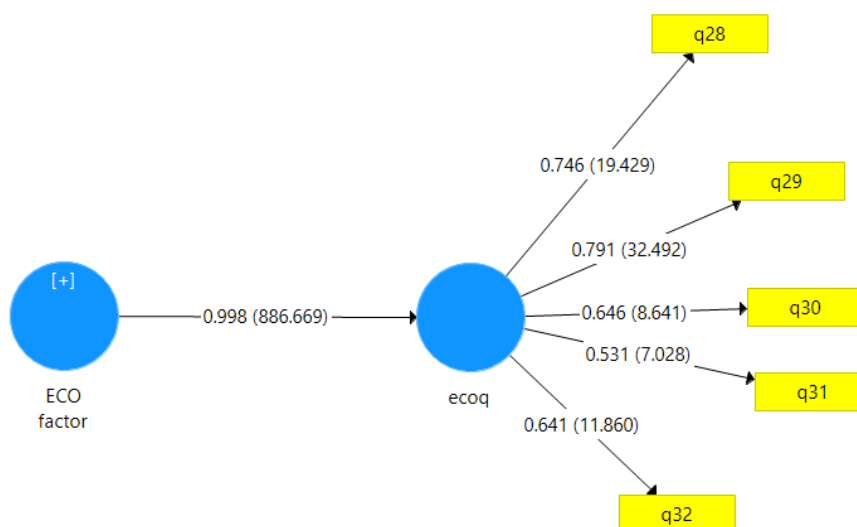 q28
0.746 (19.429)
q29
0.791 (32.492)
[+]
0.998 (886.669)
0.646 (8.641)
q30
0.531 (7.028)
ECO
factor
ecoq
q31
0.641 (11.860)
q32